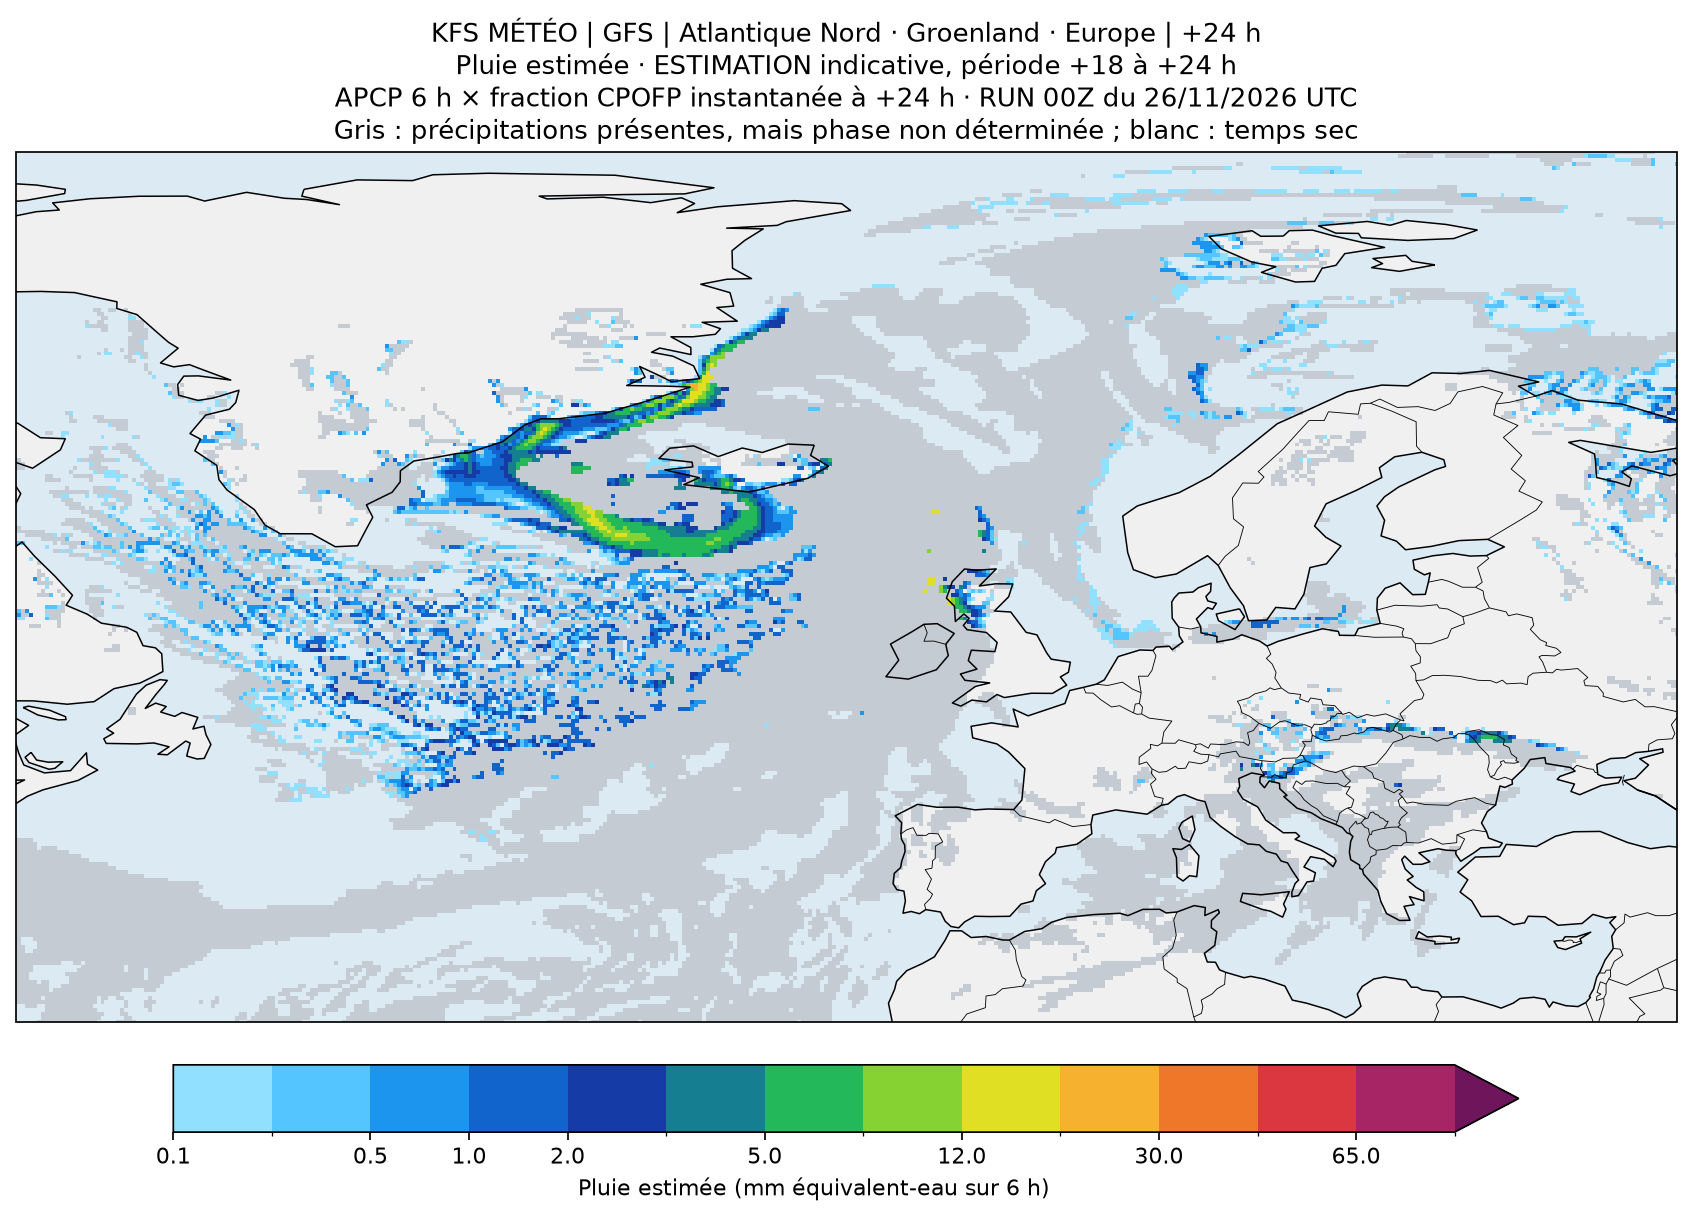 KFS MÉTÉO | GFS | Atlantique Nord · Groenland · Europe | +24 h
Pluie estimée · ESTIMATION indicative, période +18 à +24 h
APCP 6 h × fraction CPOFP instantanée à +24 h · RUN 00Z du 26/11/2026 UTC
Gris : précipitations présentes, mais phase non déterminée ; blanc : temps sec
0.1 0.5 1.0 2.0 5.0 12.0 30.0 65.0
Pluie estimée (mm équivalent-eau sur 6 h)